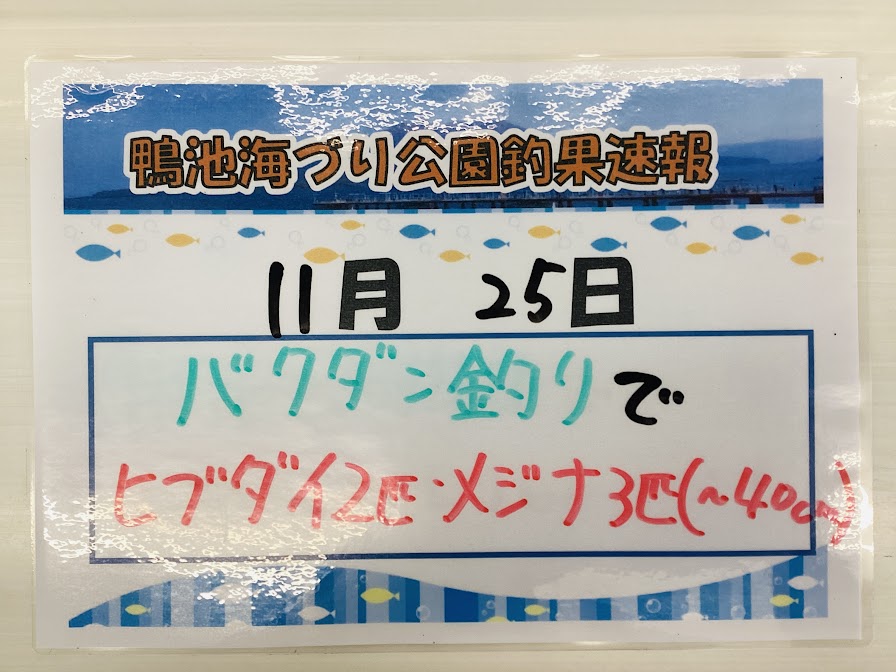 鴨池海づり公園釣果速報
11月 25日
バクダン釣りで
ヒブダイ2匹・メジナ3匹(~40cm)